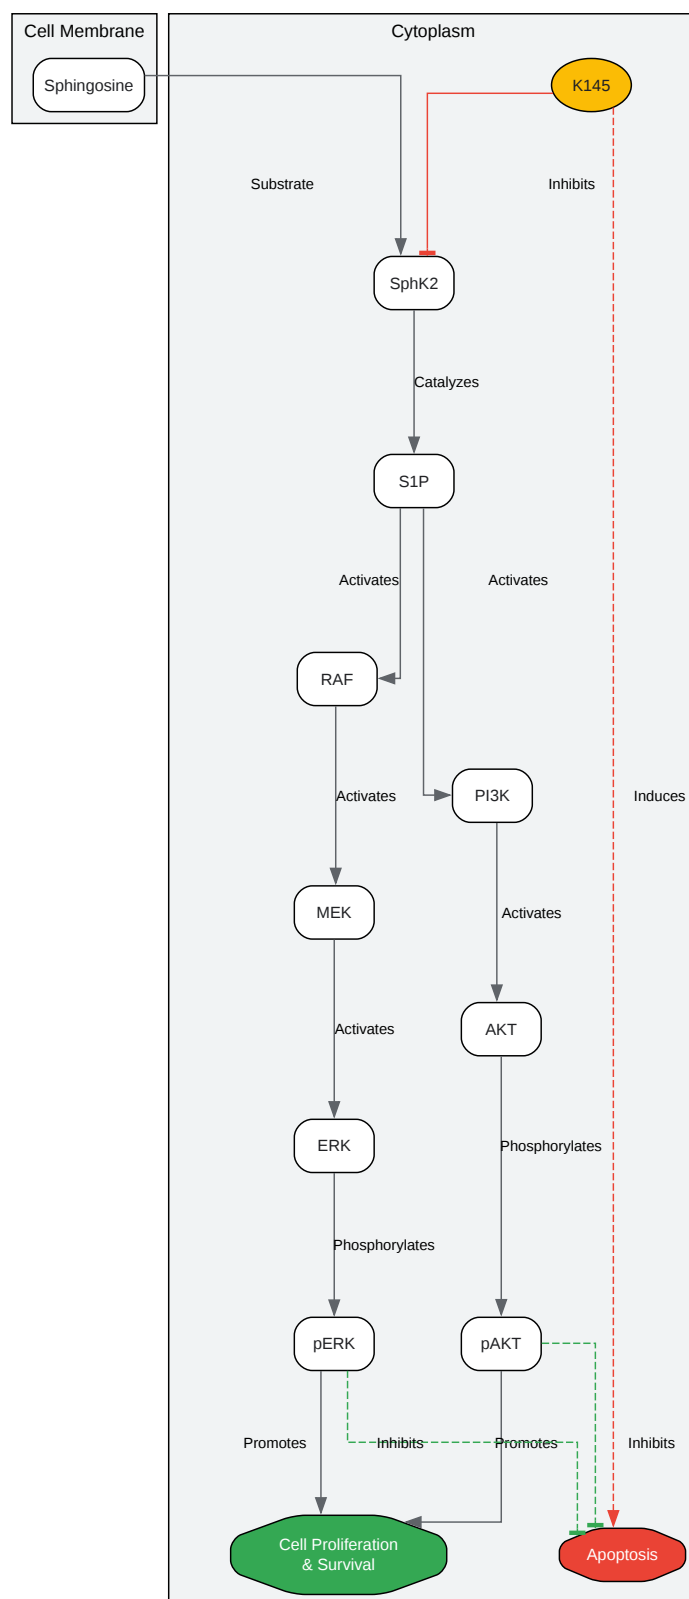 Cell Membrane
Cytoplasm
Sphingosine
K145
Substrate
Inhibits
SphK2
Catalyzes
S1P
Activates
Activates
RAF
Activates
PI3K
Induces
MEK
Activates
Activates
AKT
ERK
Phosphorylates
Phosphorylates
pERK
pAKT
Promotes
Inhibits
Promotes
Inhibits
Cell Proliferation
& Survival
Apoptosis